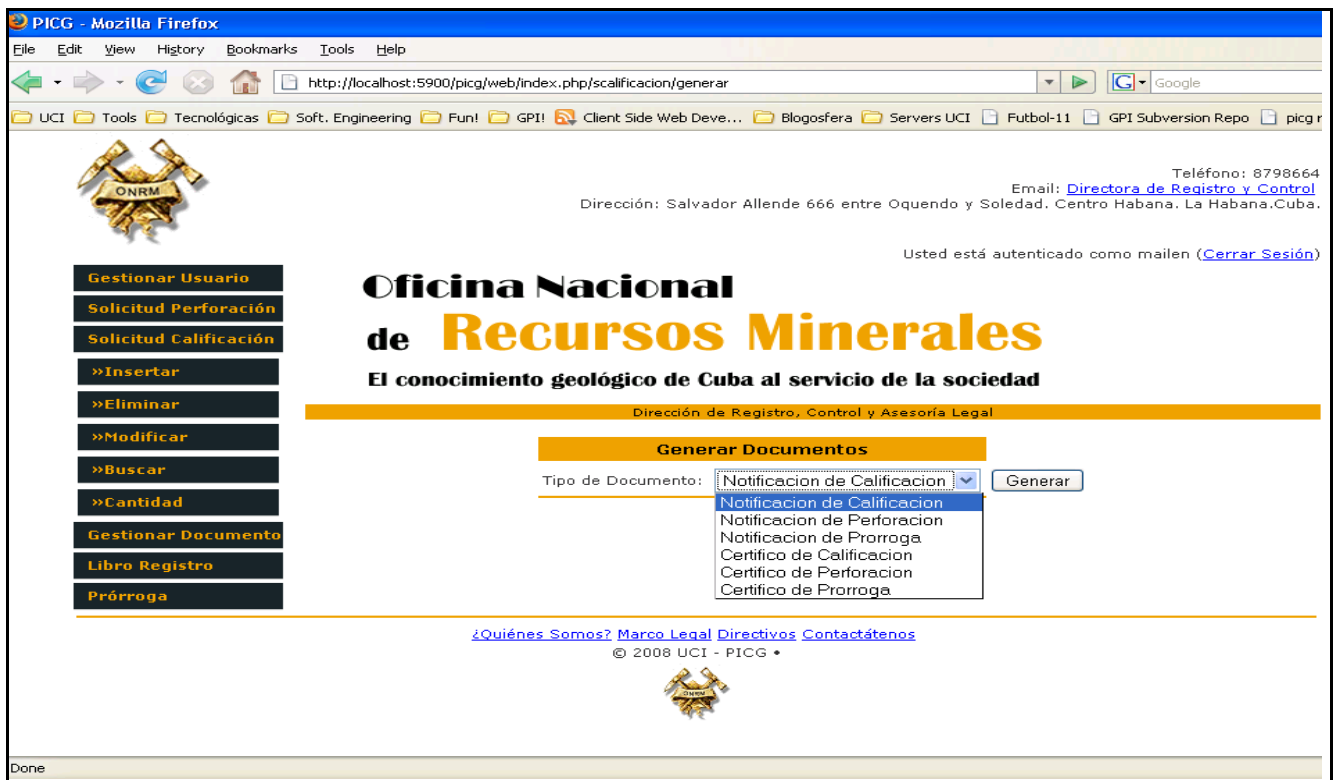 PICG - Mozilla Firefox
File Edit View History Bookmarks Tools Help
http://localhost:5900/picg/web/index.php/scalificacion/generar
G Google
UCI Tools Tecnológicas Soft. Engineering Fun! GPI! Client Side Web Deve... Blogosfera Servers UCI Futbol-11 GPI Subversion Repo picg r
ONRM
Teléfono: 8798664
Email: Directora de Registro y Control
Dirección: Salvador Allende 666 entre Oquendo y Soledad. Centro Habana. La Habana.Cuba.
Usted está autenticado como mailen (Cerrar Sesión)
Gestionar Usuario
Solicitud Perforación
Solicitud Calificación
»Insertar
»Eliminar
»Modificar
»Buscar
»Cantidad
Gestionar Documento
Libro Registro
Prórroga
Oficina Nacional
de Recursos Minerales
El conocimiento geológico de Cuba al servicio de la sociedad
Dirección de Registro, Control y Asesoría Legal
Generar Documentos
Tipo de Documento: Notificacion de Calificacion Generar
Notificacion de Calificacion
Notificacion de Perforacion
Notificacion de Prorroga
Certifico de Calificacion
Certifico de Perforacion
Certifico de Prorroga
¿Quiénes Somos? Marco Legal Directivos Contactátenos
© 2008 UCI - PICG •
ONRM
Done